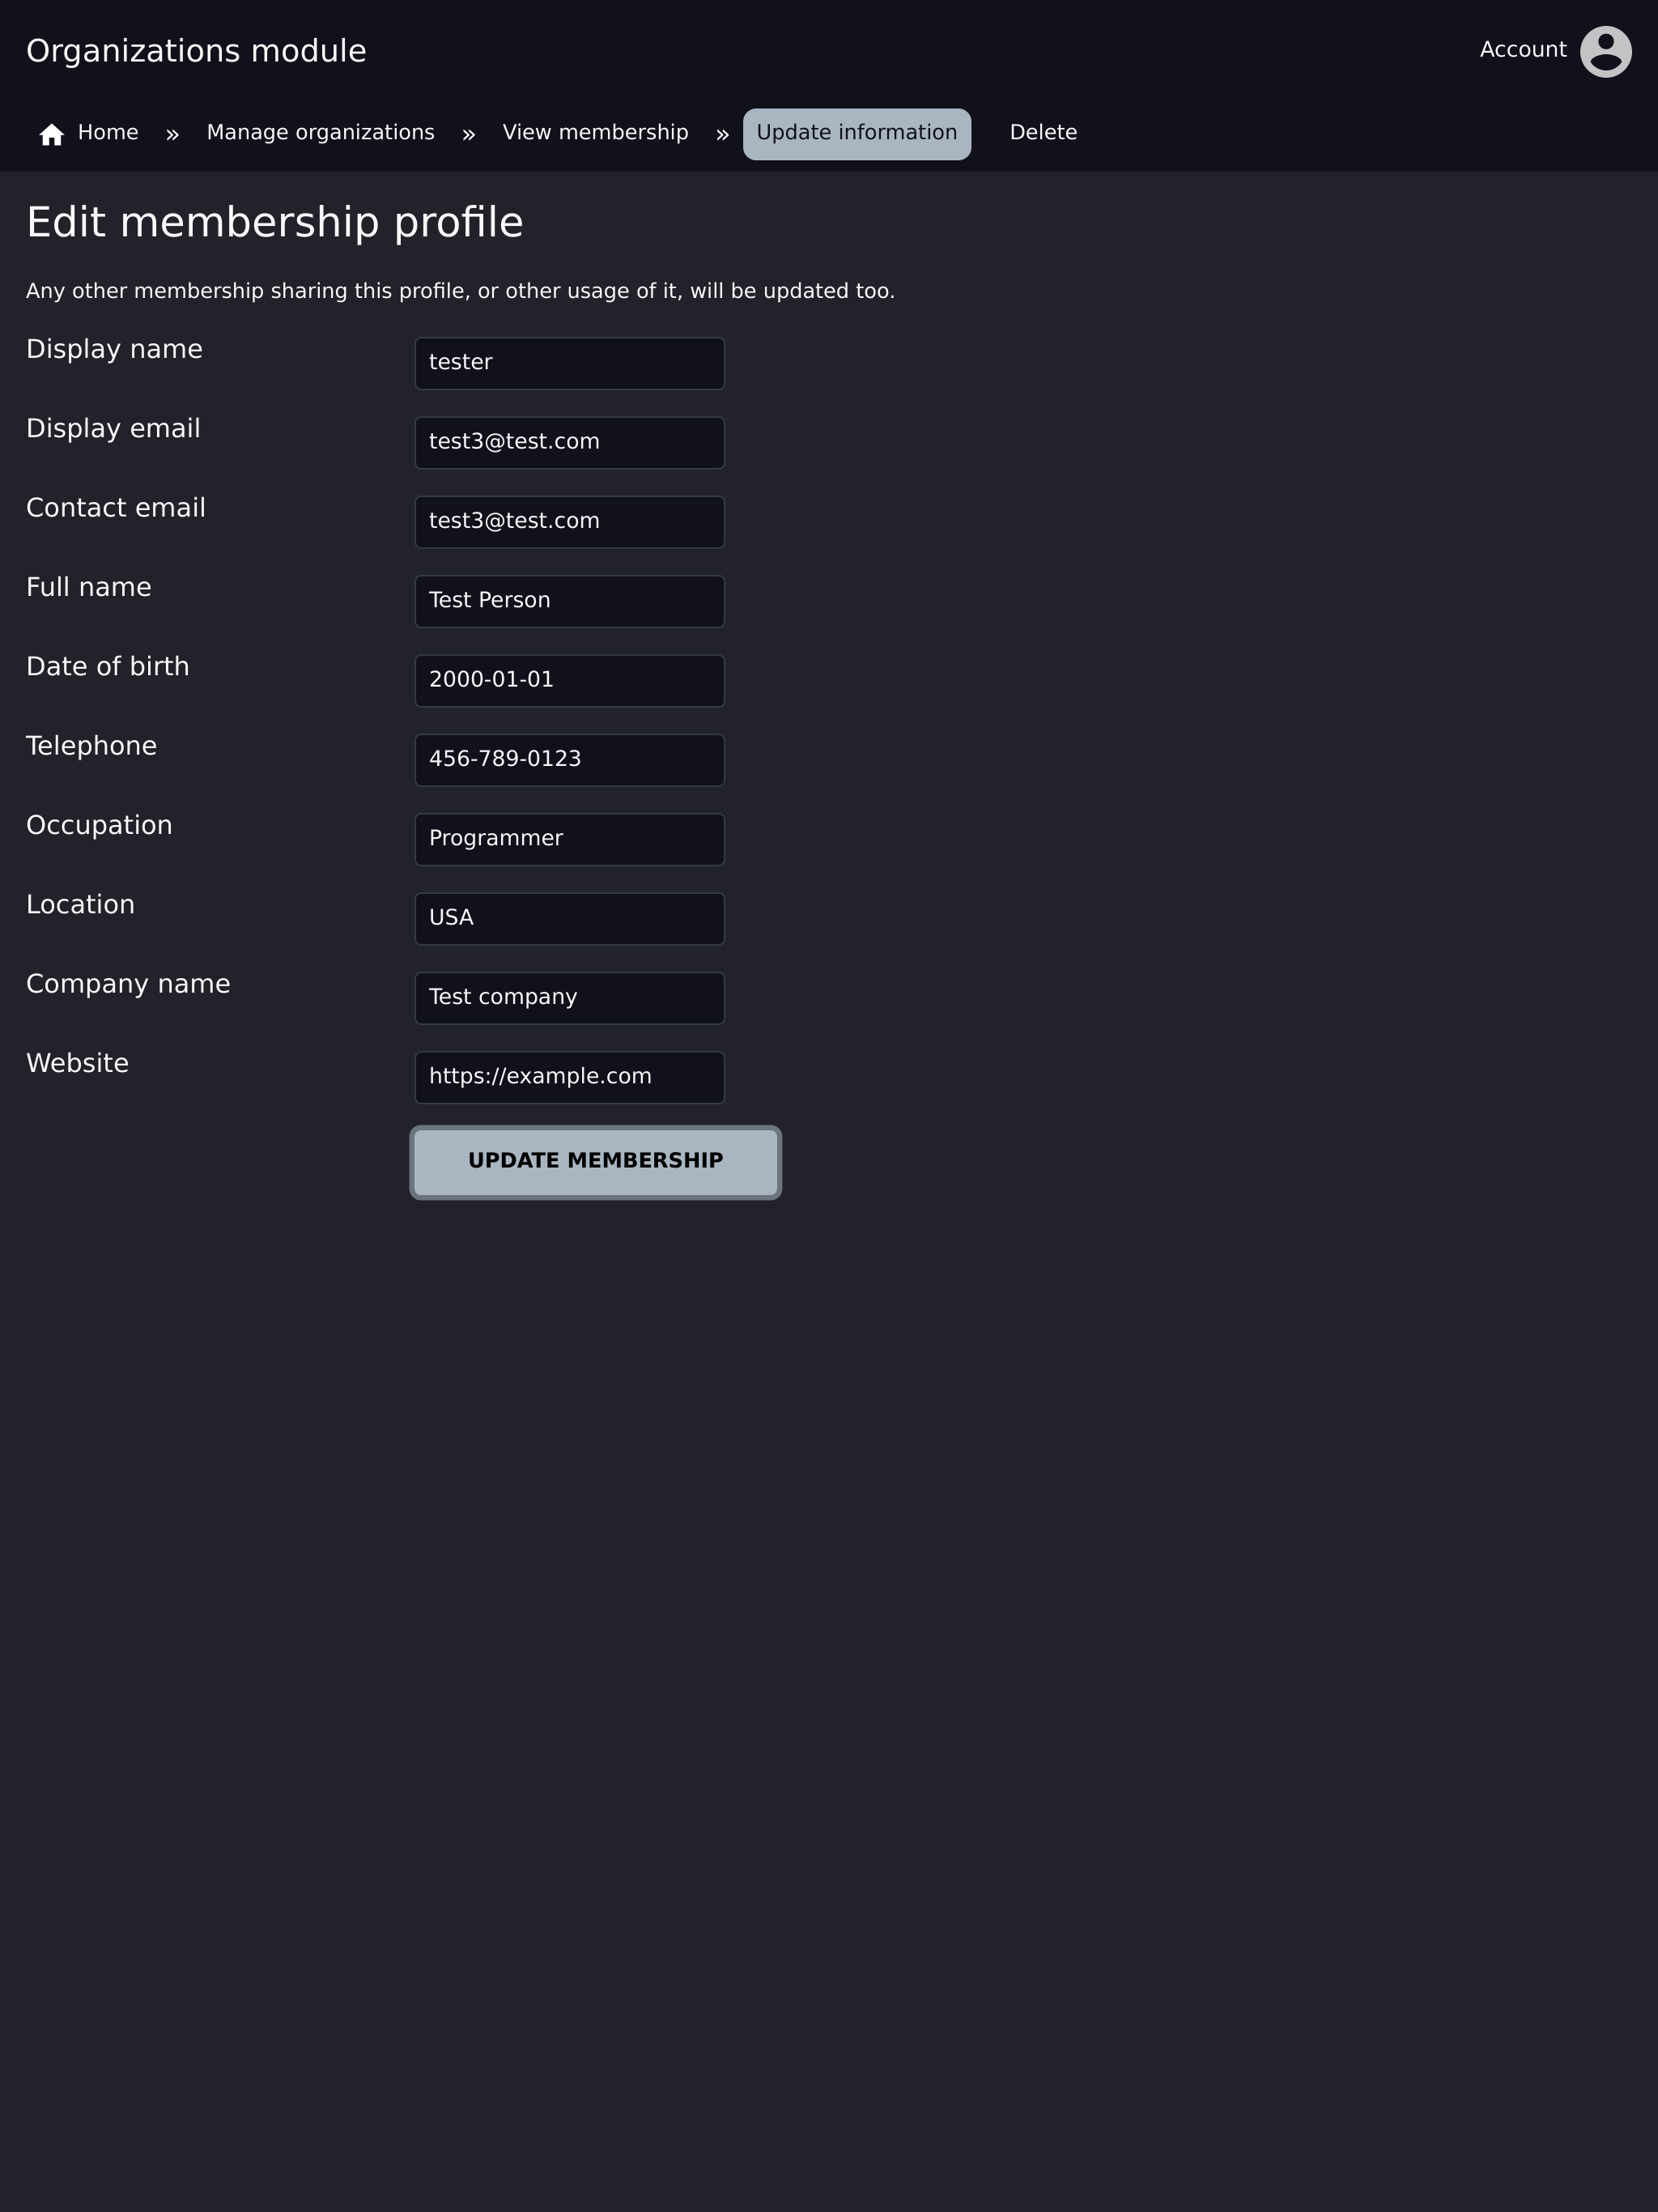 Organizations module
Account
Home » Manage organizations » View membership » Update information Delete
Edit membership profile
Any other membership sharing this profile, or other usage of it, will be updated too.
Display name tester
Display email test3@test.com
Contact email test3@test.com
Full name Test Person
Date of birth 2000-01-01
Telephone 456-789-0123
Occupation Programmer
Location USA
Company name Test company
Website https://example.com
UPDATE MEMBERSHIP